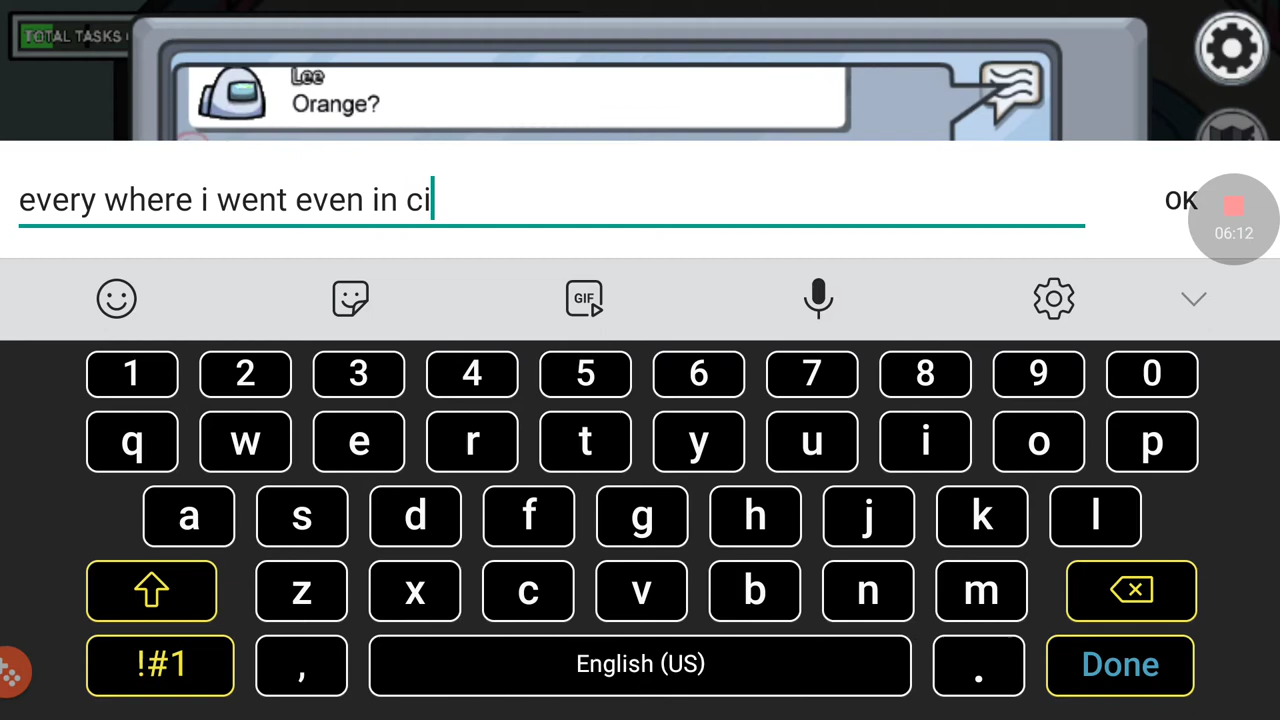 TOTAL TASKS
Lee
Orange?
every where i went even in ci
OK
06:12
GIF
1 2 3 4 5 6 7 8 9 0
q w e r t y u i o p
a s d f g h j k l
z x c v b n m
!#1 , English (US) . Done